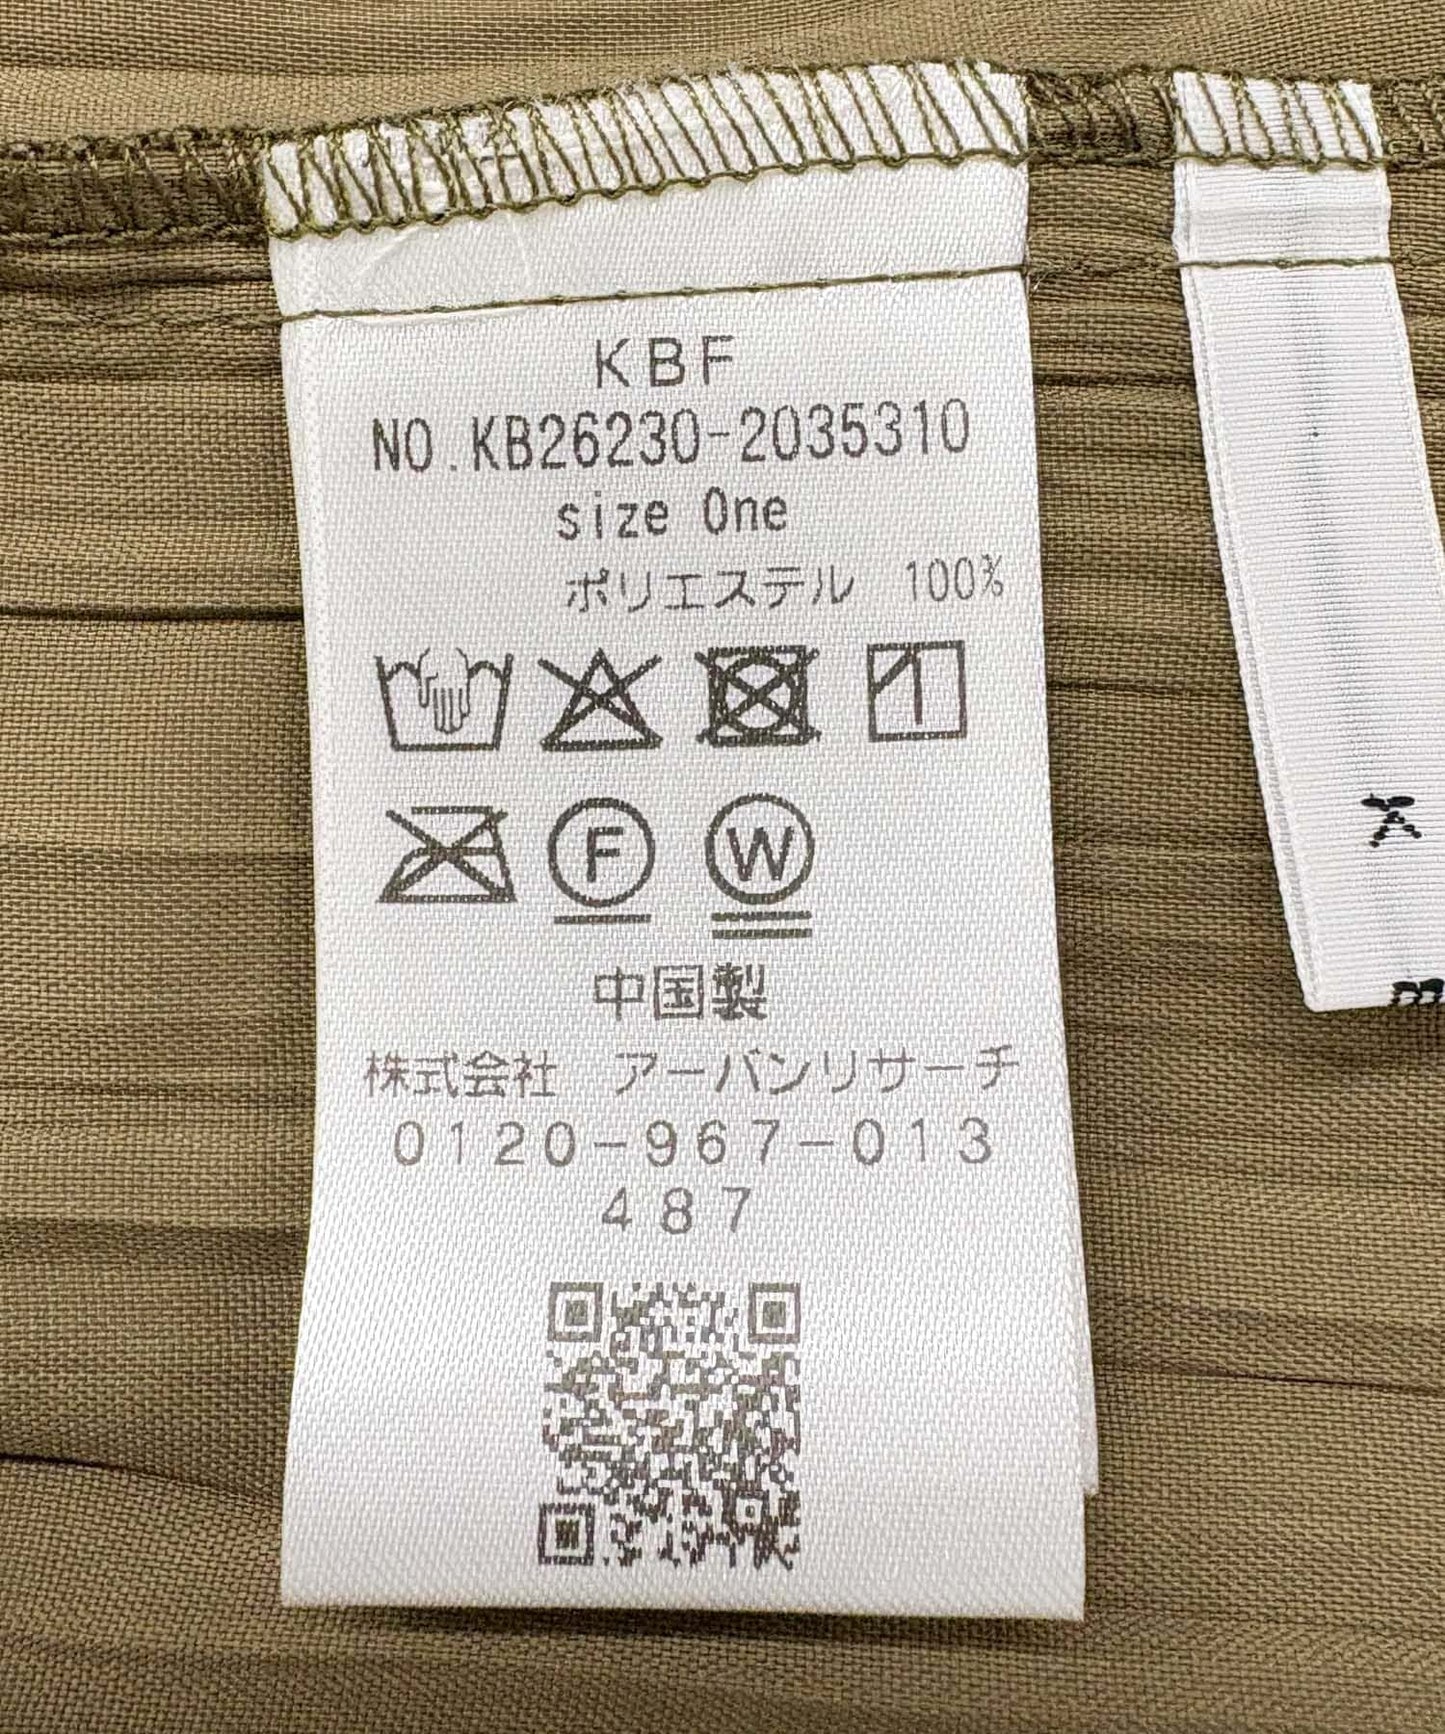 KBF
NO.KB26230-2035310
size One
ポリエステル 100%
F W
中国製
株式会社 アーバンリサーチ
0120-967-013
487
K
B